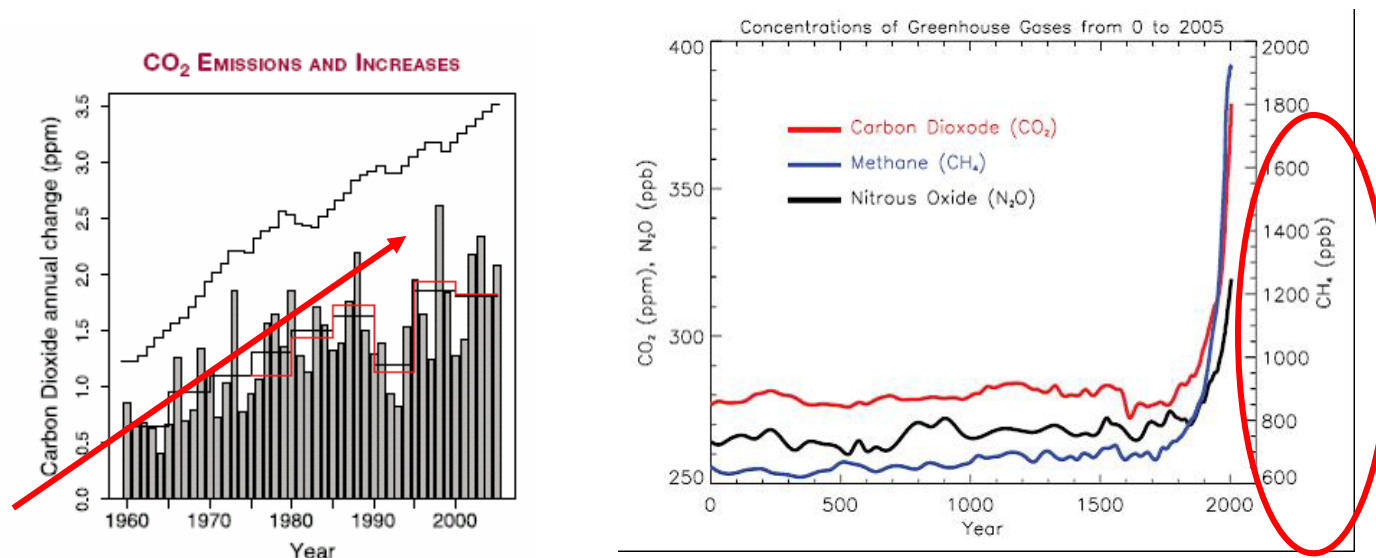 CO₂ EMISSIONS AND INCREASES
Carbon Dioxide annual change (ppm)
3.5
3.0
2.5
2.0
1.5
1.0
0.5
0.0
1960 1970 1980 1990 2000
Year
Concentrations of Greenhouse Gases from 0 to 2005
400
350
300
250
CO₂ (ppm), N₂O (ppb)
Carbon Dioxode (CO₂)
Methane (CH₄)
Nitrous Oxide (N₂O)
2000
1800
1600
1400
1200
1000
800
600
CH₄ (ppb)
0 500 1000 1500 2000
Year